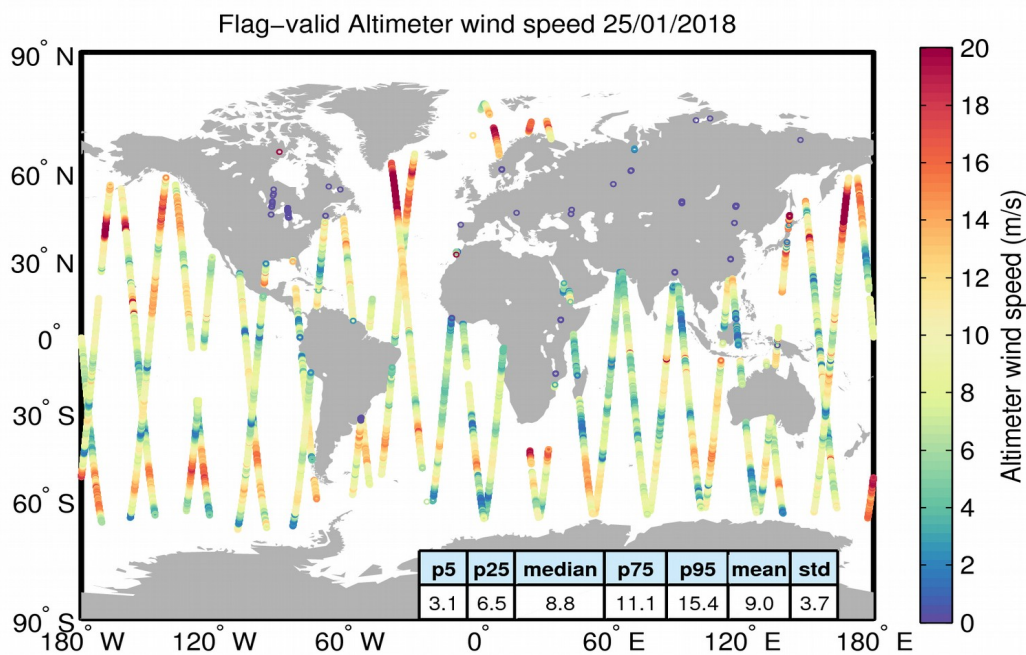 Flag−valid Altimeter wind speed 25/01/2018
90° N
60° N
30° N
0°
30° S
60° S
90° S
180° W
120° W
60° W
0°
60° E
120° E
180° E
p5 p25 median p75 p95 mean std
3.1 6.5 8.8 11.1 15.4 9.0 3.7
20
18
16
14
12
10
8
6
4
2
0
Altimeter wind speed (m/s)